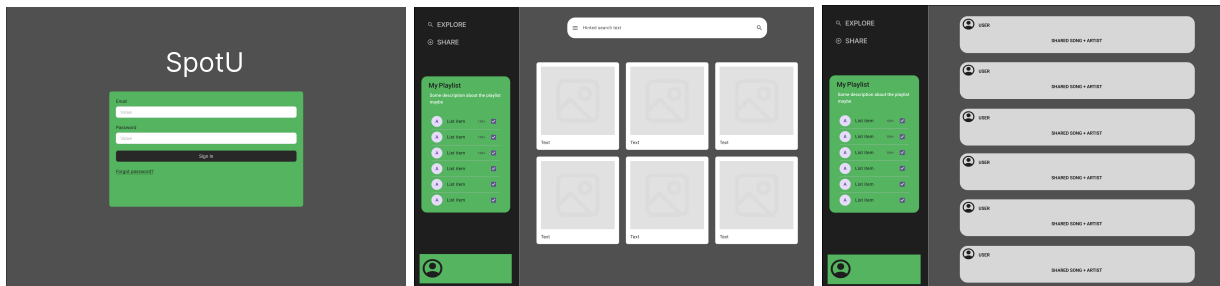 SpotU
Email
Value
Password
Value
Sign In
Forgot password?
EXPLORE
SHARE
My Playlist
Some description about the playlist
maybe
A List item
A List item
A List item
A List item
A List item
A List item
Hinted search text
Text Text Text
Text Text Text
EXPLORE
SHARE
My Playlist
Some description about the playlist
maybe
A List item
A List item
A List item
A List item
A List item
A List item
USER
SHARED SONG + ARTIST
USER
SHARED SONG + ARTIST
USER
SHARED SONG + ARTIST
USER
SHARED SONG + ARTIST
USER
SHARED SONG + ARTIST
USER
SHARED SONG + ARTIST